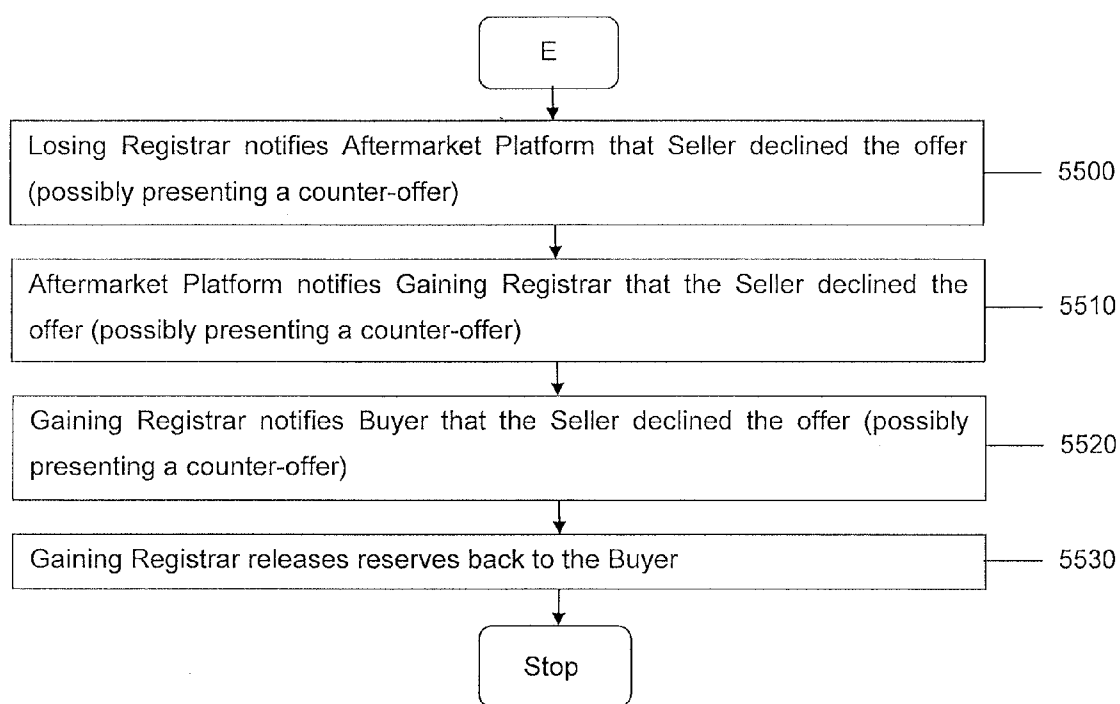 E
Losing Registrar notifies Aftermarket Platform that Seller declined the offer
(possibly presenting a counter-offer)
5500
Aftermarket Platform notifies Gaining Registrar that the Seller declined the
offer (possibly presenting a counter-offer)
5510
Gaining Registrar notifies Buyer that the Seller declined the offer (possibly
presenting a counter-offer)
5520
Gaining Registrar releases reserves back to the Buyer
5530
Stop